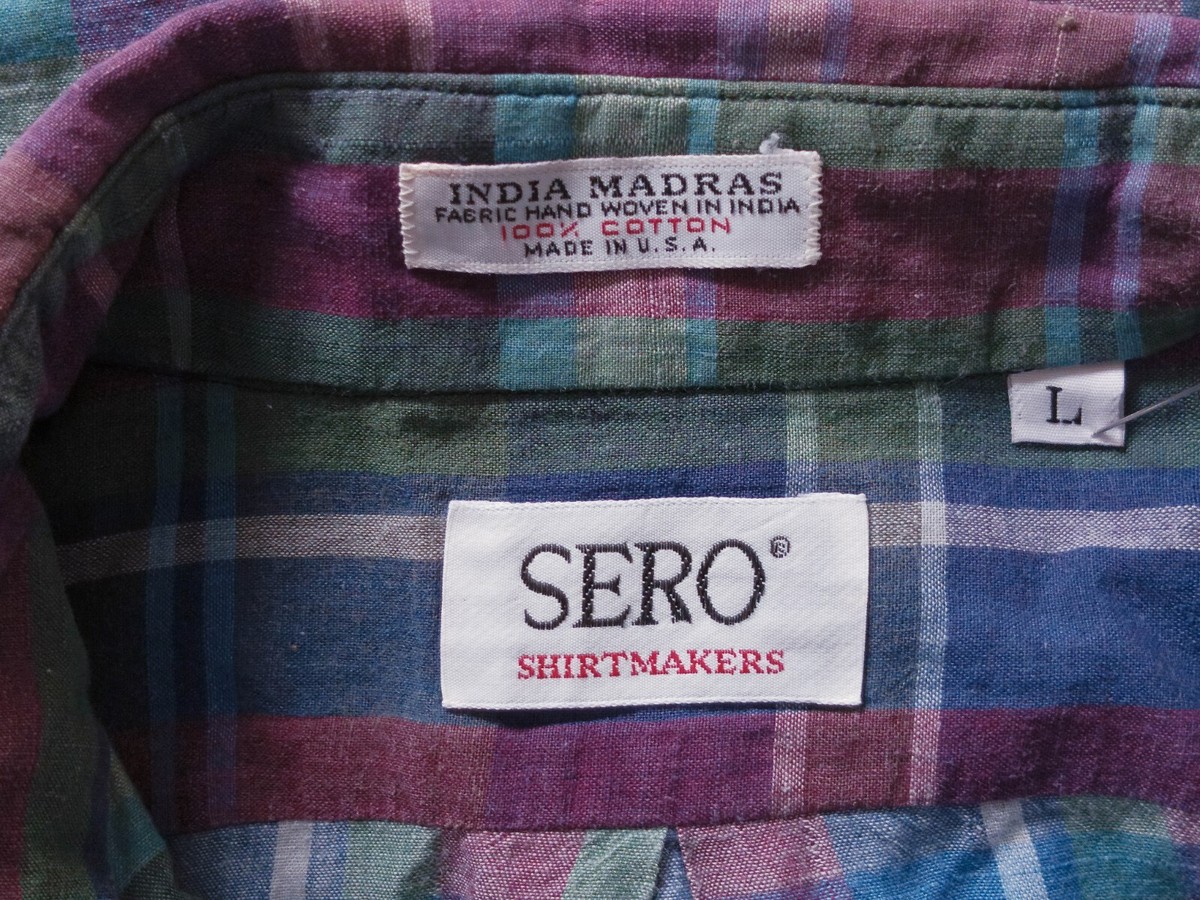 INDIA MADRAS
FABRIC HAND WOVEN IN INDIA
100% COTTON
MADE IN U.S.A.
L
SERO®
SHIRTMAKERS